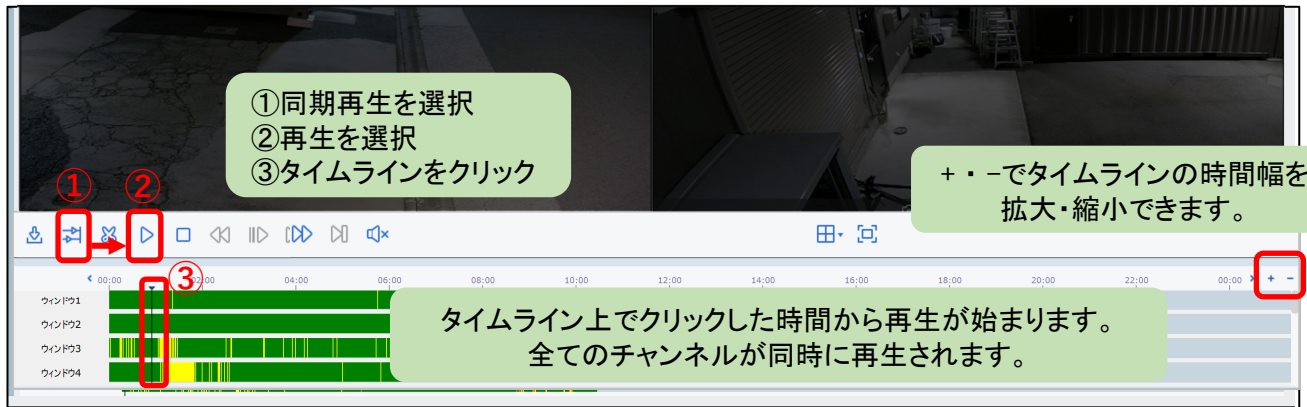 ①同期再生を選択
②再生を選択
③タイムラインをクリック
① ②
+・-でタイムラインの時間幅を
拡大・縮小できます。
③
00:00 02:00 04:00 06:00 08:00 10:00 12:00 14:00 16:00 18:00 20:00 22:00 00:00 + -
ウィンドウ1
ウィンドウ2
ウィンドウ3
ウィンドウ4
タイムライン上でクリックした時間から再生が始まります。
全てのチャンネルが同時に再生されます。